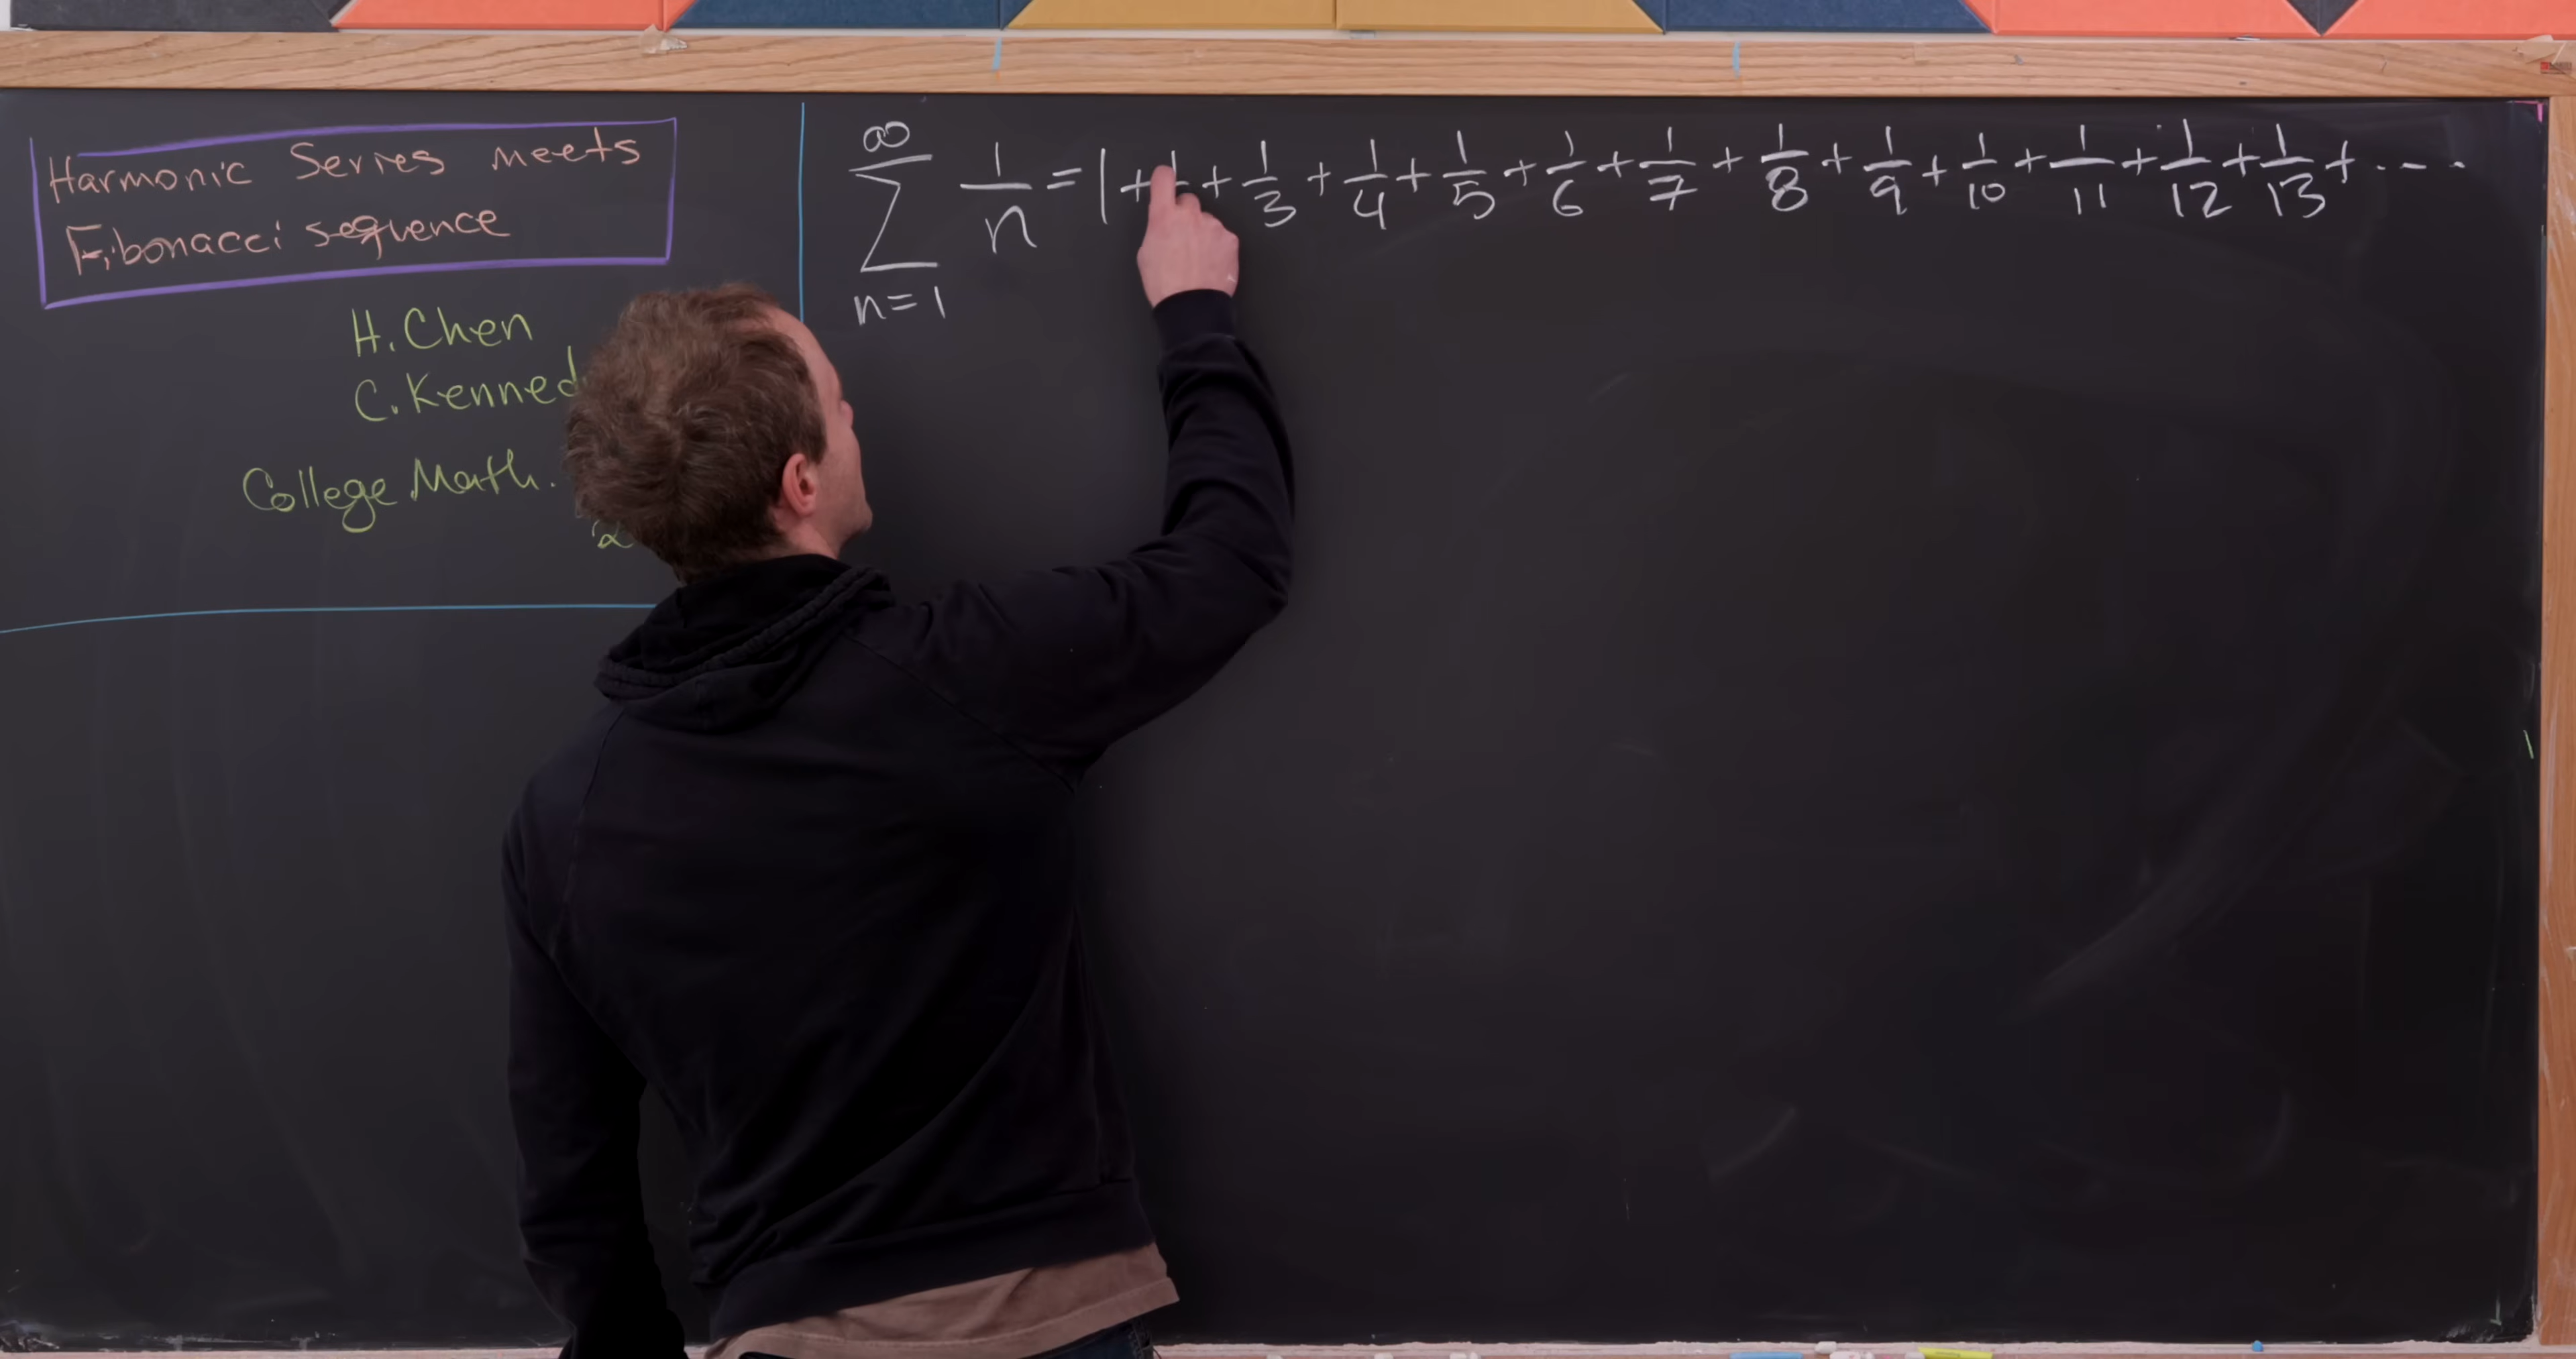 Harmonic Series meets
Fibonacci sequence
H. Chen
C. Kenned
College Math.
2
∞
∑ 1/n = 1 + 1/ + 1/3 + 1/4 + 1/5 + 1/6 + 1/7 + 1/8 + 1/9 + 1/10 + 1/11 + 1/12 + 1/13 + ....
n=1